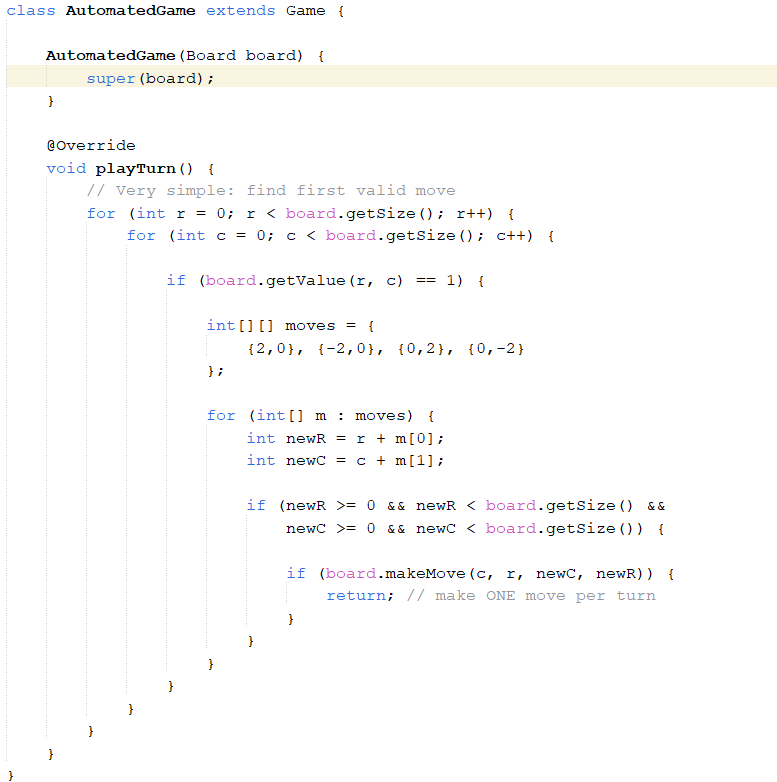 class AutomatedGame extends Game {

    AutomatedGame(Board board) {
        super(board);
    }

    @Override
    void playTurn() {
        // Very simple: find first valid move
        for (int r = 0; r < board.getSize(); r++) {
            for (int c = 0; c < board.getSize(); c++) {

                if (board.getValue(r, c) == 1) {

                    int[][] moves = {
                        {2,0}, {-2,0}, {0,2}, {0,-2}
                    };

                    for (int[] m : moves) {
                        int newR = r + m[0];
                        int newC = c + m[1];

                        if (newR >= 0 && newR < board.getSize() &&
                            newC >= 0 && newC < board.getSize()) {

                            if (board.makeMove(c, r, newC, newR)) {
                                return; // make ONE move per turn
                            }
                        }
                    }
                }
            }
        }
    }
}